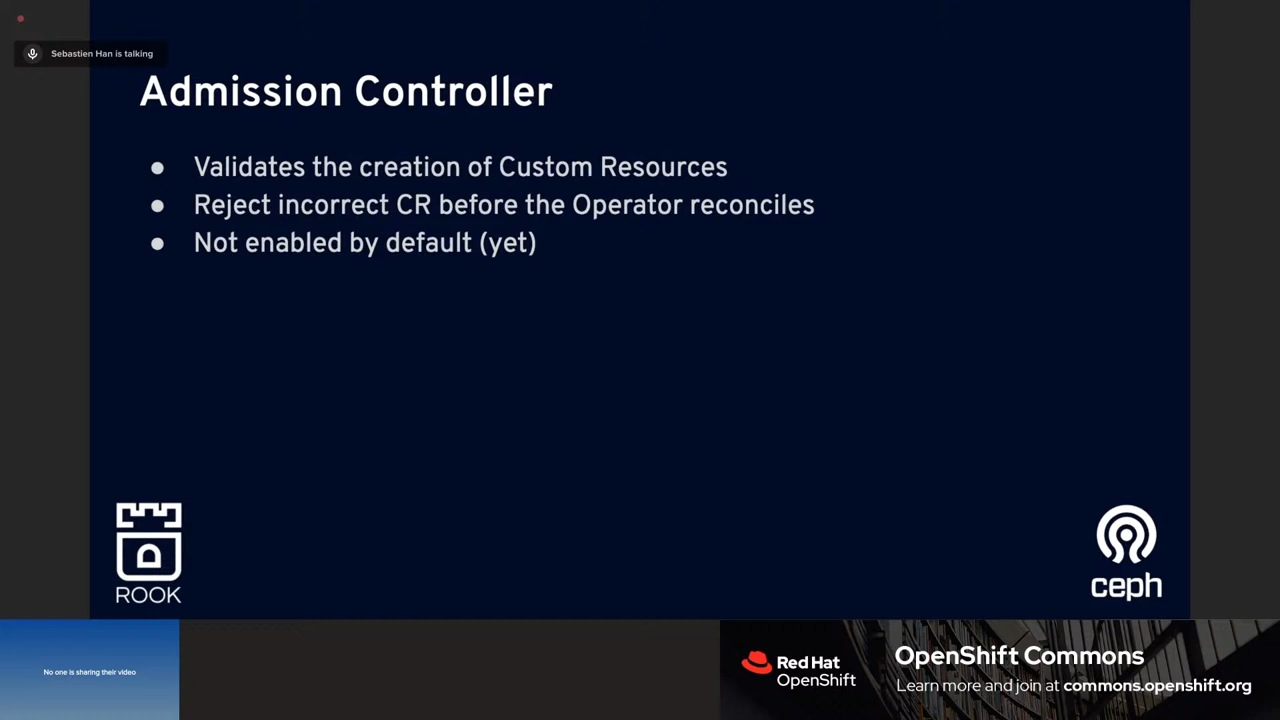 Sebastien Han is talking
Admission Controller
● Validates the creation of Custom Resources
● Reject incorrect CR before the Operator reconciles
● Not enabled by default (yet)
ROOK
ceph
No one is sharing their video
Red Hat
OpenShift
OpenShift Commons
Learn more and join at commons.openshift.org